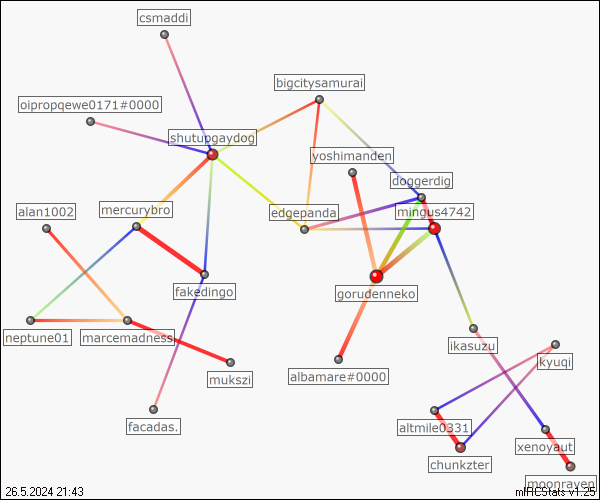 csmaddi
bigcitysamurai
oipropqewe0171#0000
shutupgaydog
yoshimanden
doggerdig
alan1002
mercurybro
edgepanda
mingus4742
fakedingo
gorudenneko
neptune01
marcemadness
ikasuzu
kyuqi
mukszi
albamare#0000
facadas.
altmile0331
xenoyaut
chunkzter
moonrayen
26.5.2024 21:43
mIRCStats v1.25